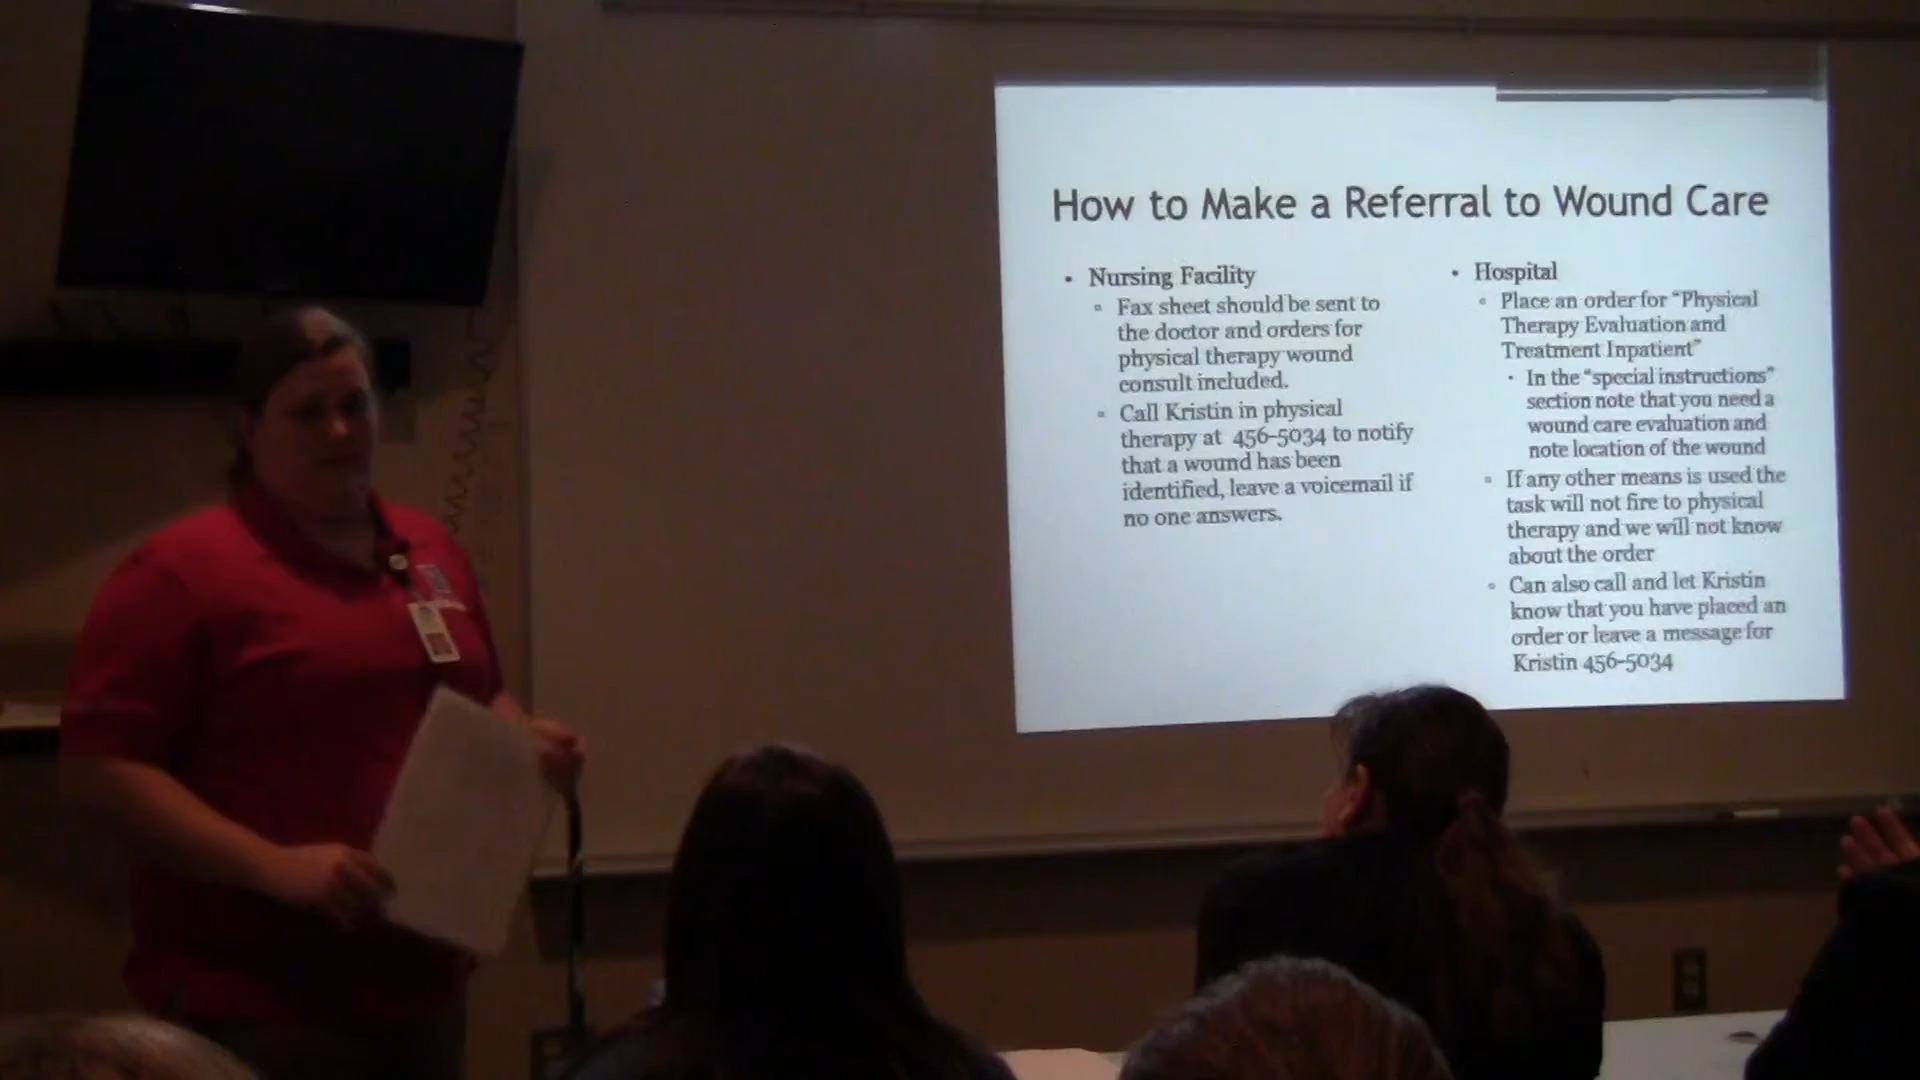 How to Make a Referral to Wound Care
• Nursing Facility
▫ Fax sheet should be sent to
the doctor and orders for
physical therapy wound
consult included.
▫ Call Kristin in physical
therapy at 456-5034 to notify
that a wound has been
identified, leave a voicemail if
no one answers.
• Hospital
▫ Place an order for “Physical
Therapy Evaluation and
Treatment Inpatient”
• In the “special instructions”
section note that you need a
wound care evaluation and
note location of the wound
▫ If any other means is used the
task will not fire to physical
therapy and we will not know
about the order
▫ Can also call and let Kristin
know that you have placed an
order or leave a message for
Kristin 456-5034